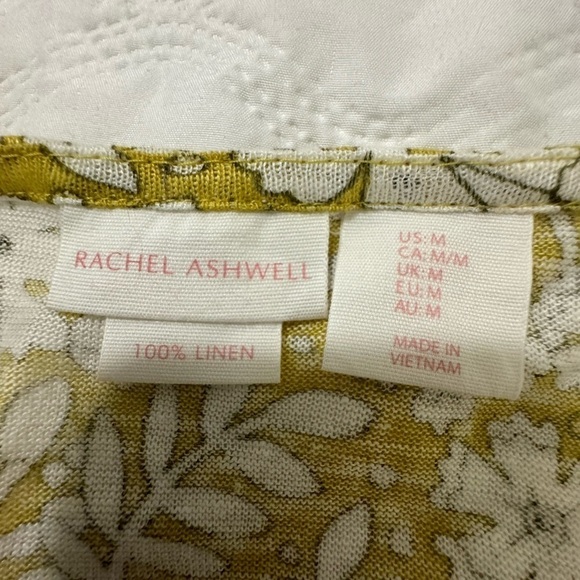 RACHEL ASHWELL
100% LINEN
US: M
CA: M/M
UK: M
EU: M
AU: M
MADE IN
VIETNAM